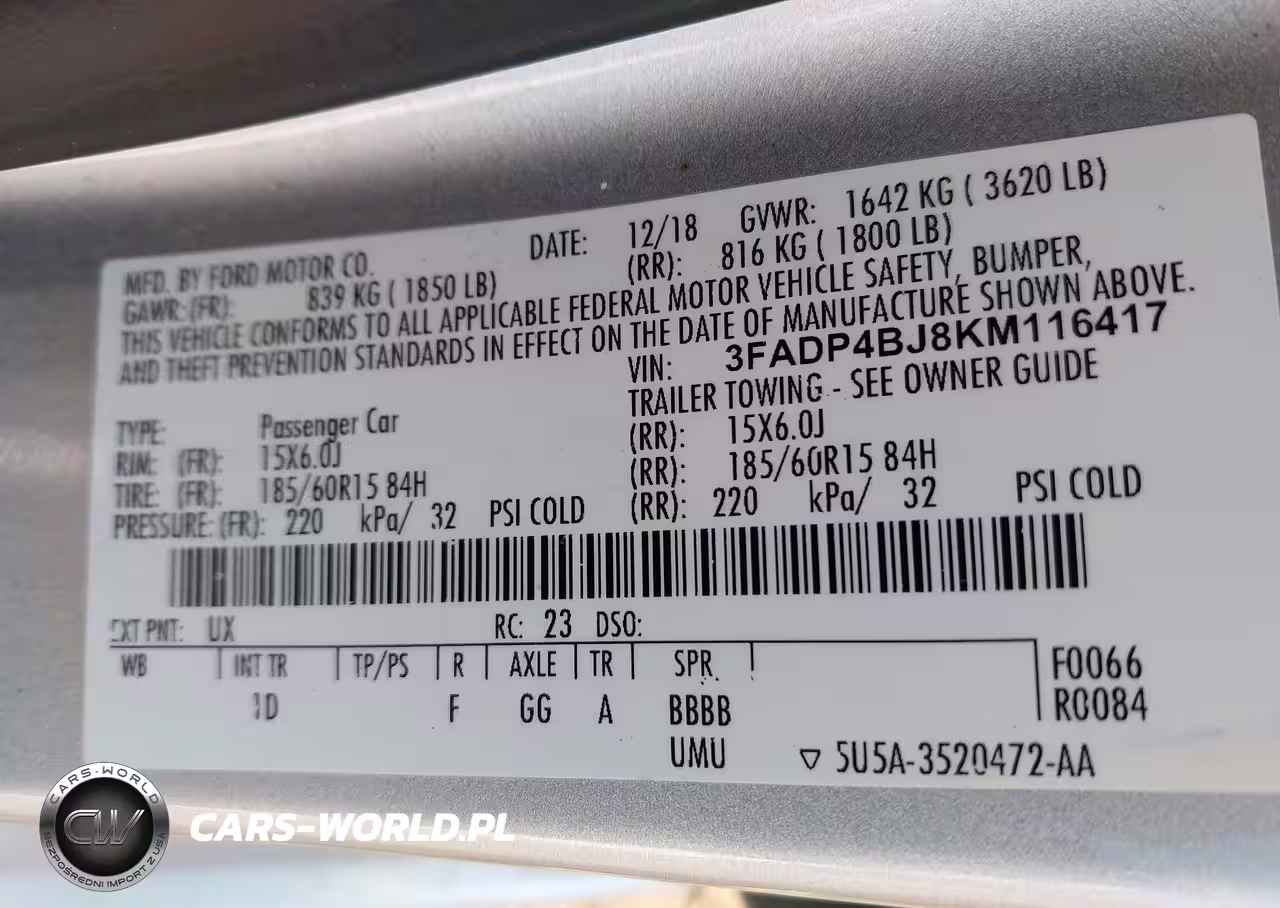 MFD. BY FORD MOTOR CO. DATE: 12/18 GVWR: 1642 KG ( 3620 LB)
GAWR: (FR): 839 KG ( 1850 LB) (RR): 816 KG ( 1800 LB)
THIS VEHICLE CONFORMS TO ALL APPLICABLE FEDERAL MOTOR VEHICLE SAFETY, BUMPER,
AND THEFT PREVENTION STANDARDS IN EFFECT ON THE DATE OF MANUFACTURE SHOWN ABOVE.
VIN: 3FADP4BJ8KM116417
TRAILER TOWING - SEE OWNER GUIDE
TYPE: Passenger Car
RIM: (FR): 15X6.0J (RR): 15X6.0J
TIRE: (FR): 185/60R15 84H (RR): 185/60R15 84H
PRESSURE: (FR): 220 kPa/ 32 PSI COLD (RR): 220 kPa/ 32 PSI COLD
EXT PNT: UX RC: 23 DSO:
WB INT TR TP/PS R AXLE TR SPR F0066
F GG A BBBB R0084
UMU ▽ 5U5A-3520472-AA
CARS-WORLD
CW
BEZPOŚREDNI IMPORT Z USA
CARS-WORLD.PL